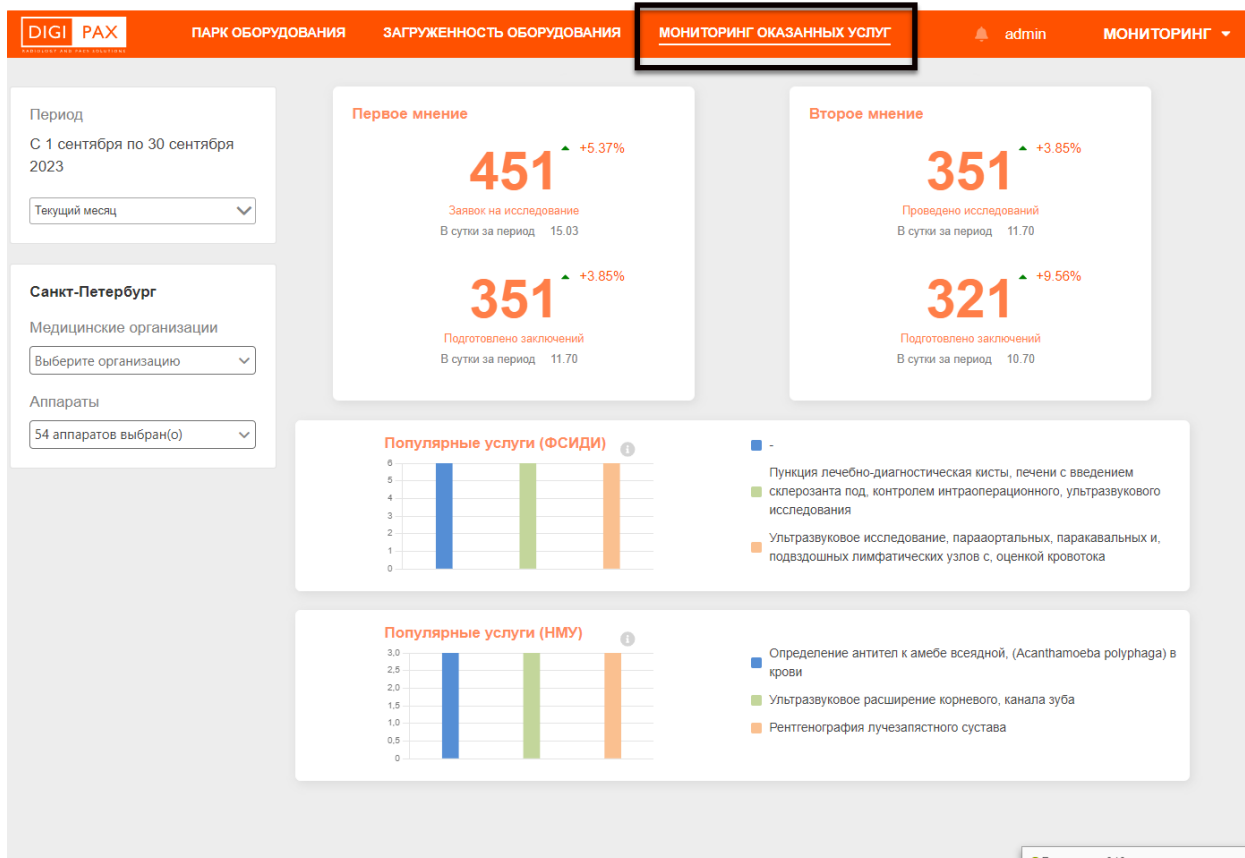 DIGI PAX
RADIOLOGY AND PACS SOLUTIONS
ПАРК ОБОРУДОВАНИЯ
ЗАГРУЖЕННОСТЬ ОБОРУДОВАНИЯ
МОНИТОРИНГ ОКАЗАННЫХ УСЛУГ
admin
МОНИТОРИНГ
Период
С 1 сентября по 30 сентября
2023
Текущий месяц
Санкт-Петербург
Медицинские организации
Выберите организацию
Аппараты
54 аппаратов выбран(о)
Первое мнение
451
+5.37%
Заявок на исследование
В сутки за период 15.03
351
+3.85%
Подготовлено заключений
В сутки за период 11.70
Второе мнение
351
+3.85%
Проведено исследований
В сутки за период 11.70
321
+9.56%
Подготовлено заключений
В сутки за период 10.70
Популярные услуги (ФСИДИ)
6
5
4
3
2
1
0
-
Пункция лечебно-диагностическая кисты, печени с введением
склерозанта под, контролем интраоперационного, ультразвукового
исследования
Ультразвуковое исследование, парааортальных, паракавальных и,
подвздошных лимфатических узлов с, оценкой кровотока
Популярные услуги (НМУ)
3,0
2,5
2,0
1,5
1,0
0,5
0
Определение антител к амебе всеядной, (Acanthamoeba polyphaga) в
крови
Ультразвуковое расширение корневого, канала зуба
Рентгенография лучезапястного сустава